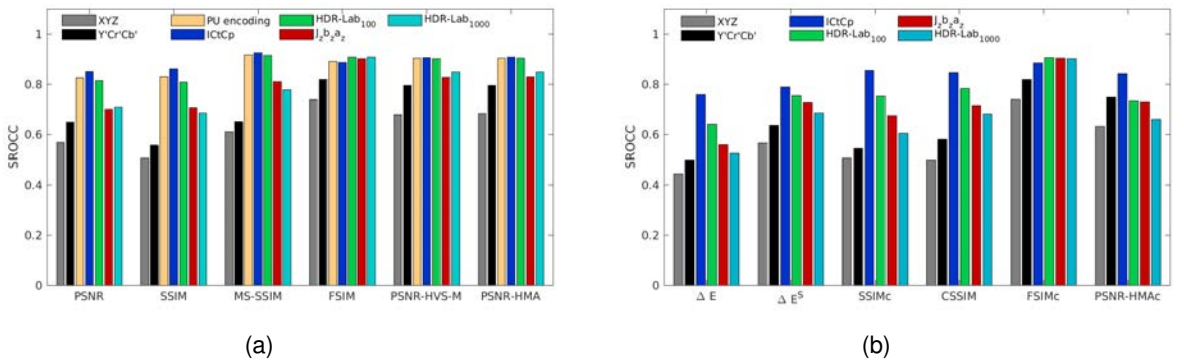 XYZ
Y'Cr'Cb'
PU encoding
ICtCp
HDR-Lab100
Jzbzaz
HDR-Lab1000
SROCC
1
0.8
0.6
0.4
0.2
0
PSNR SSIM MS-SSIM FSIM PSNR-HVS-M PSNR-HMA
(a)
XYZ
Y'Cr'Cb'
ICtCp
HDR-Lab100
Jzbzaz
HDR-Lab1000
SROCC
1
0.8
0.6
0.4
0.2
0
Δ E Δ ES SSIMc CSSIM FSIMc PSNR-HMAc
(b)